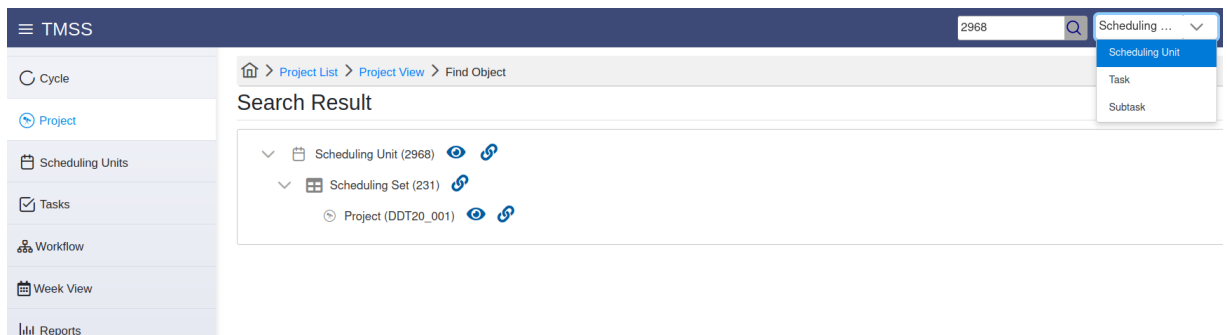 TMSS
2968
Scheduling ...
Scheduling Unit
Task
Subtask
Cycle
Project
Scheduling Units
Tasks
Workflow
Week View
Reports
Project List > Project View > Find Object
Search Result
Scheduling Unit (2968)
Scheduling Set (231)
Project (DDT20_001)